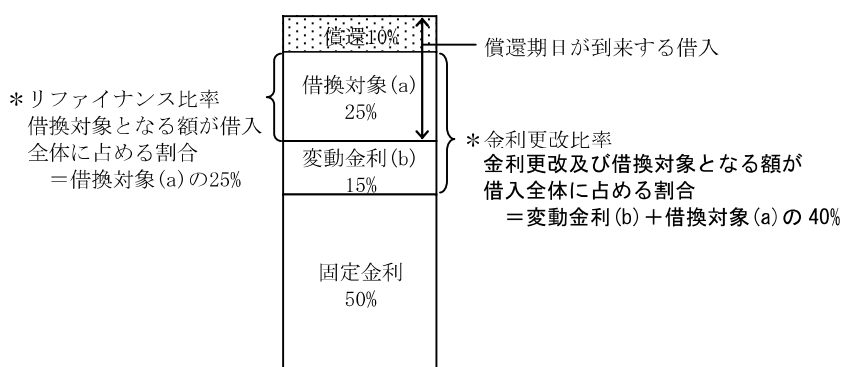 償還10%
償還期日が到来する借入
借換対象(a)
25%
＊リファイナンス比率
借換対象となる額が借入
全体に占める割合
＝借換対象(a)の25%
変動金利(b)
15%
＊金利更改比率
金利更改及び借換対象となる額が
借入全体に占める割合
＝変動金利(b)＋借換対象(a)の 40%
固定金利
50%